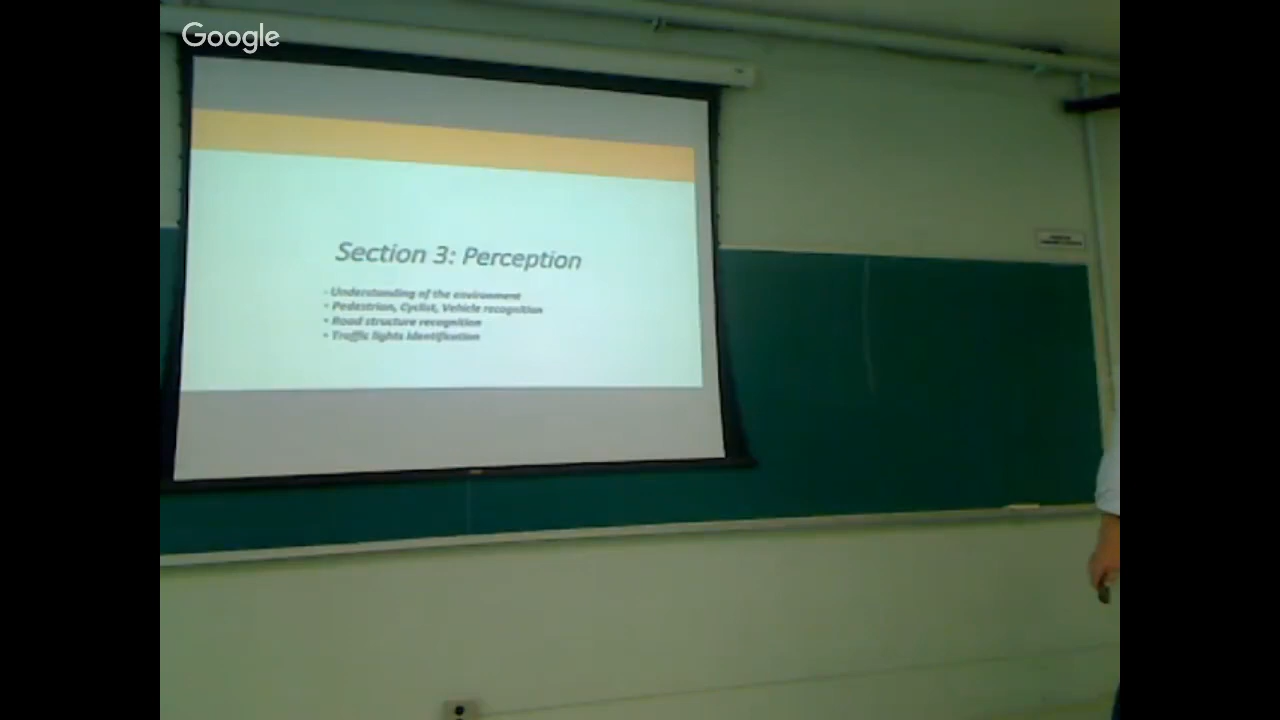 Google
Section 3: Perception
- Understanding of the environment
• Pedestrian, Cyclist, Vehicle recognition
• Road structure recognition
• Traffic lights identification